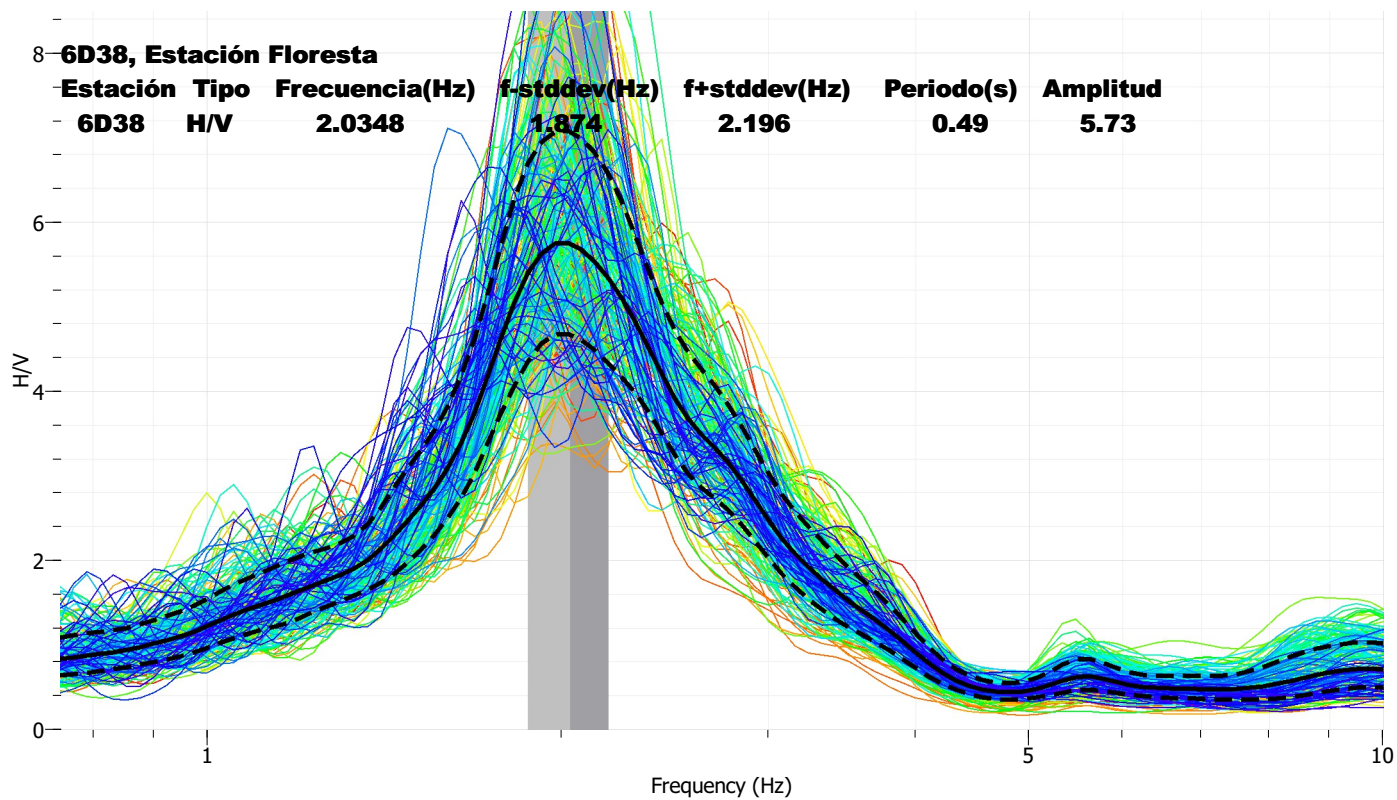 8
6D38, Estación Floresta
Estación Tipo Frecuencia(Hz) f-stddev(Hz) f+stddev(Hz) Periodo(s) Amplitud
6D38 H/V 2.0348 1.874 2.196 0.49 5.73
6
H/V
4
2
0
1 5 10
Frequency (Hz)